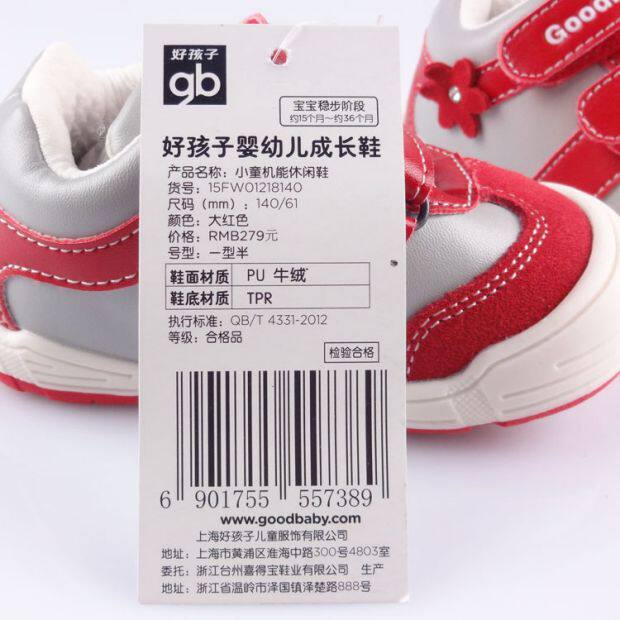 好孩子
gb
宝宝稳步阶段
约15个月~约36个月
好孩子婴幼儿成长鞋
产品名称：小童机能休闲鞋
货号：15FW01218140
尺码（mm）：140/61
颜色：大红色
价格：RMB279元
号型：一型半
鞋面材质 PU 牛绒
鞋底材质 TPR
执行标准：QB/T 4331-2012
等级：合格品
检验合格
6 901755 557389
www.goodbaby.com
上海好孩子儿童服饰有限公司
地址：上海市黄浦区淮海中路300号4803室
委托：浙江台州喜得宝鞋业有限公司 生产
地址：浙江省温岭市泽国镇泽楚路888号
Goodb